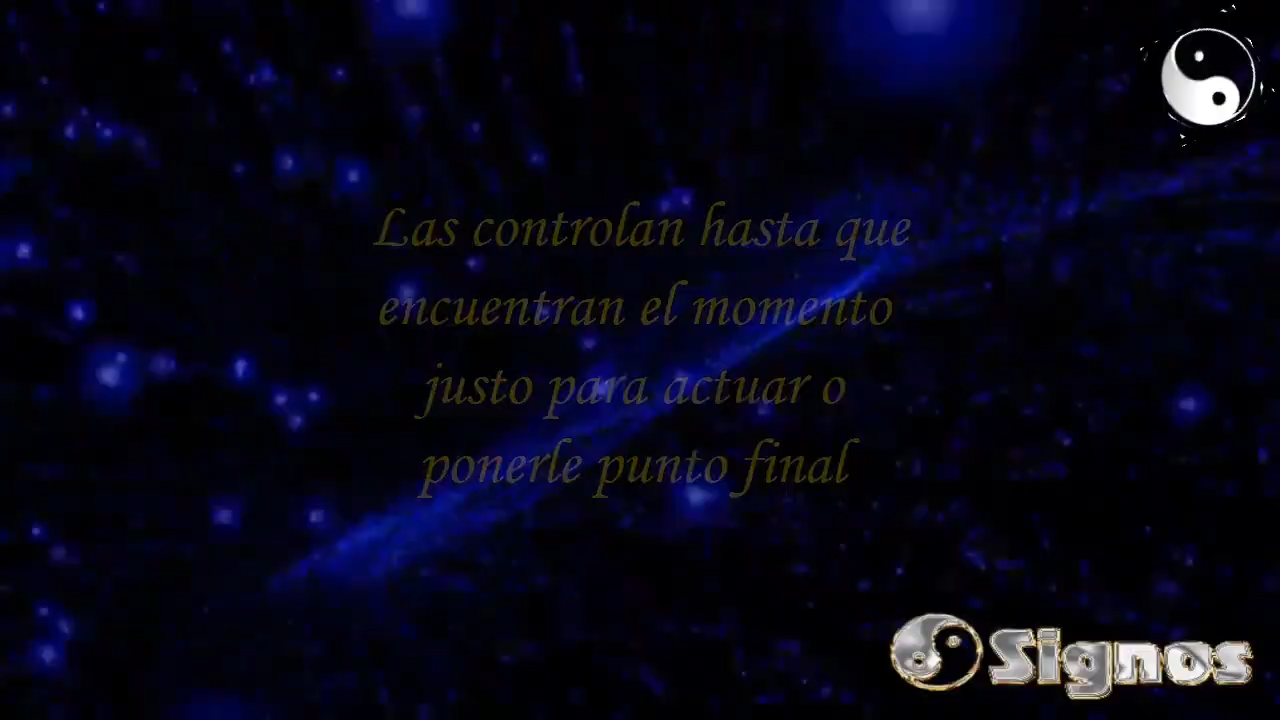 Las controlan hasta que
encuentran el momento
justo para actuar o
ponerle punto final
Signos